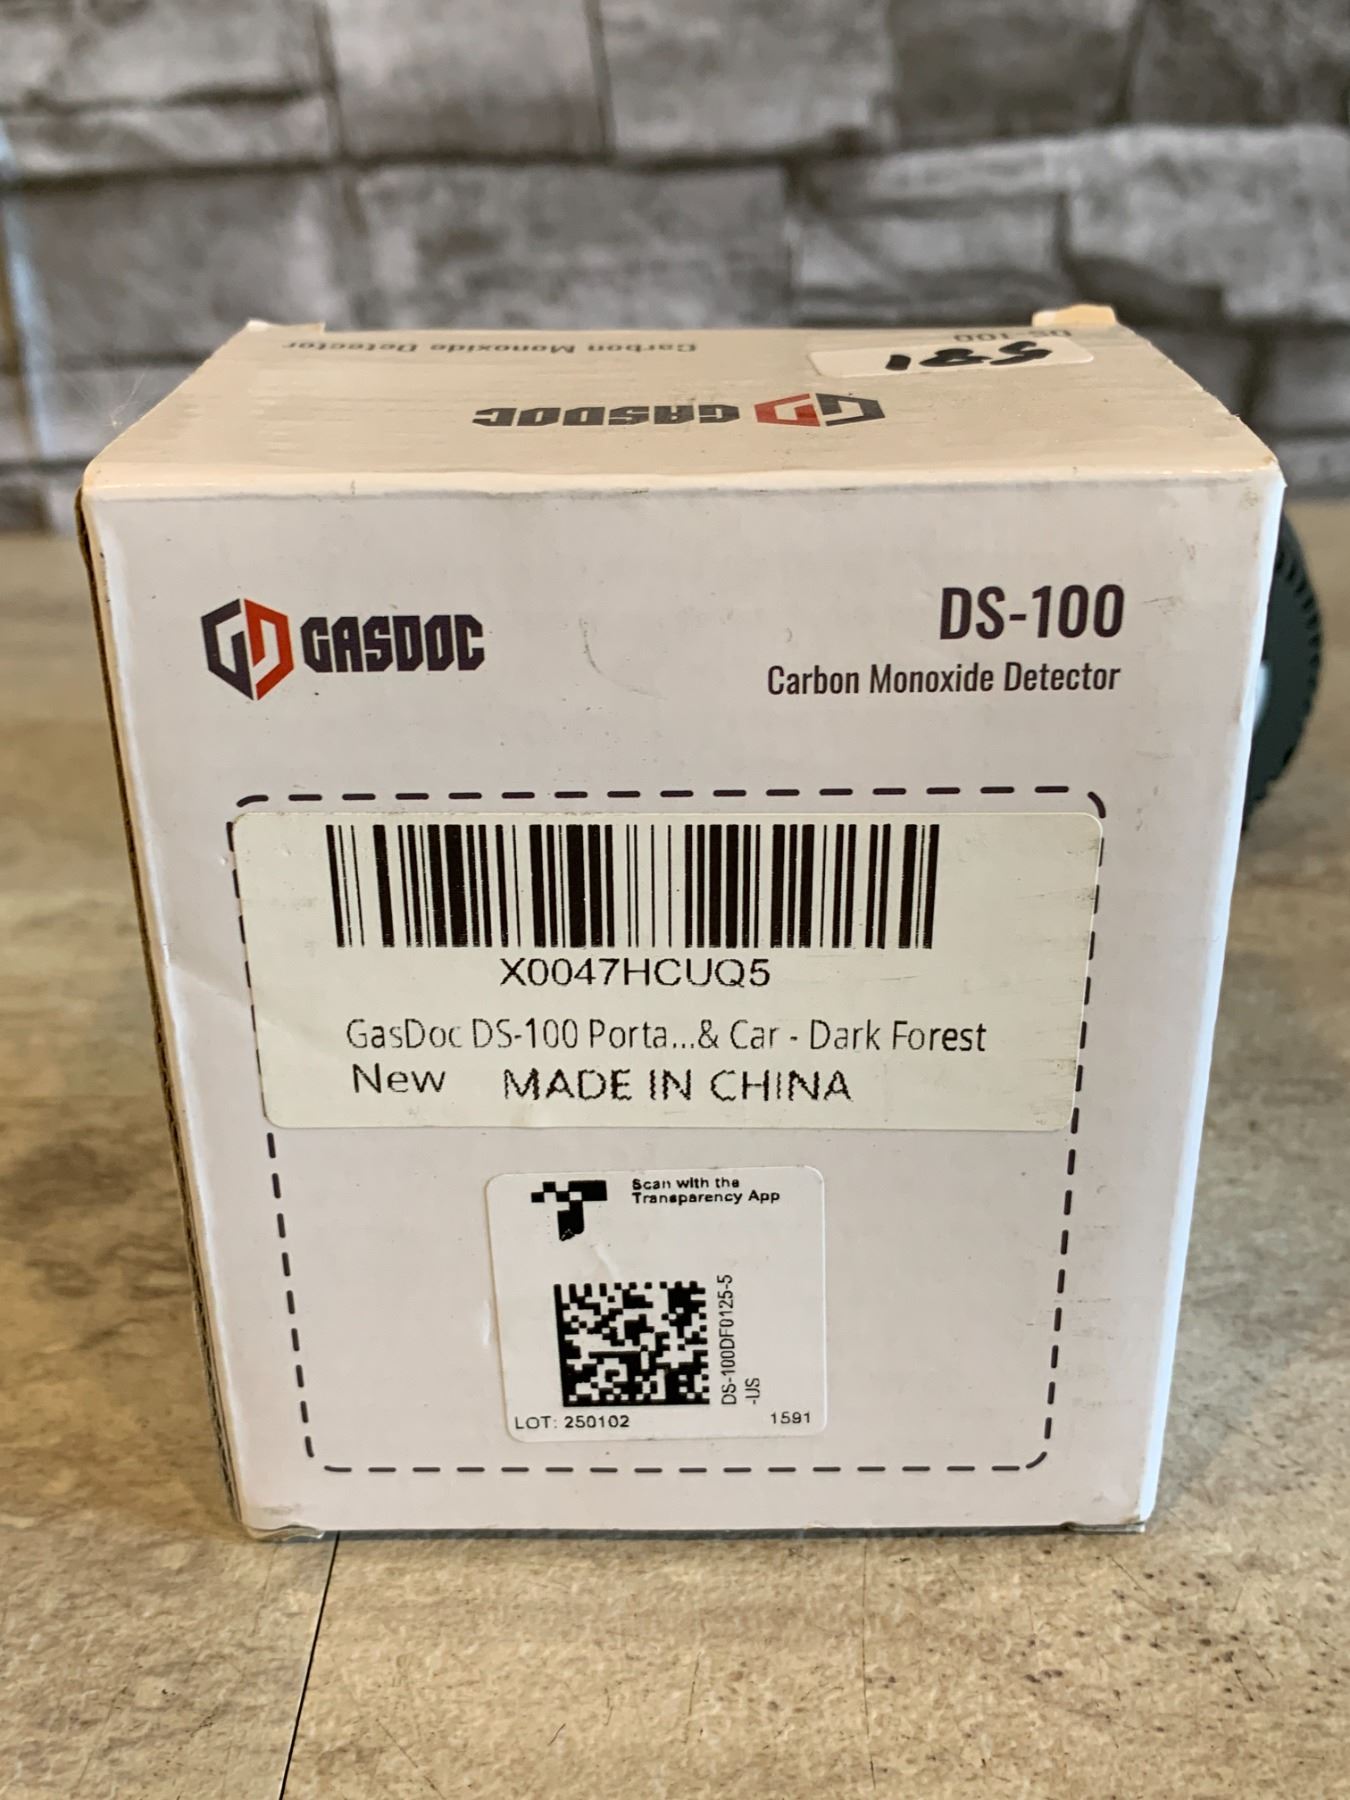 DS-100
Carbon Monoxide Detector
581
GASDOC
GASDOC
DS-100
Carbon Monoxide Detector
X0047HCUQ5
GasDoc DS-100 Porta...& Car - Dark Forest
New MADE IN CHINA
Scan with the
Transparency App
DS-100DF0125-5
-US
LOT: 250102
1591